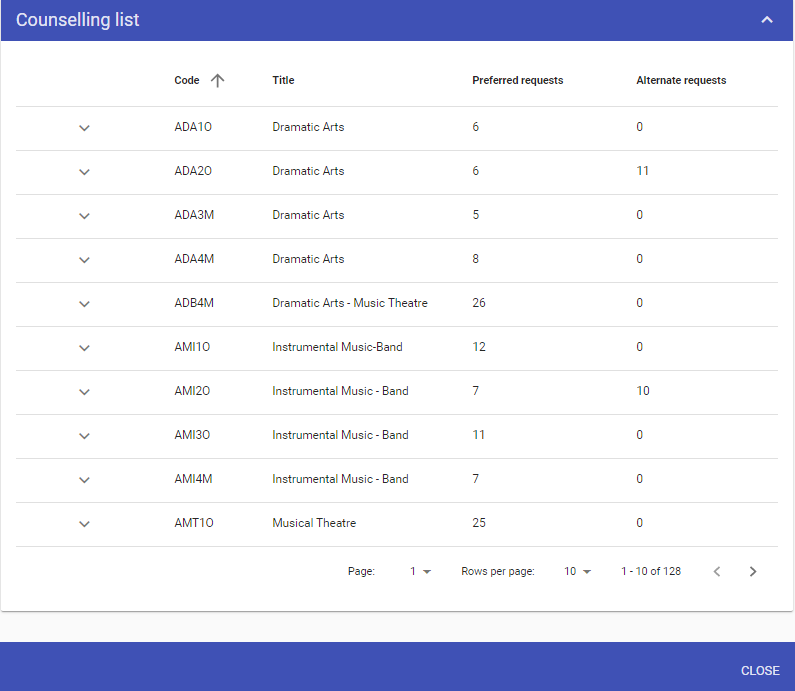 Counselling list
Code Title Preferred requests Alternate requests
ADA1O Dramatic Arts 6 0
ADA2O Dramatic Arts 6 11
ADA3M Dramatic Arts 5 0
ADA4M Dramatic Arts 8 0
ADB4M Dramatic Arts - Music Theatre 26 0
AMI1O Instrumental Music-Band 12 0
AMI2O Instrumental Music - Band 7 10
AMI3O Instrumental Music - Band 11 0
AMI4M Instrumental Music - Band 7 0
AMT1O Musical Theatre 25 0
Page: 1 Rows per page: 10 1 - 10 of 128
CLOSE